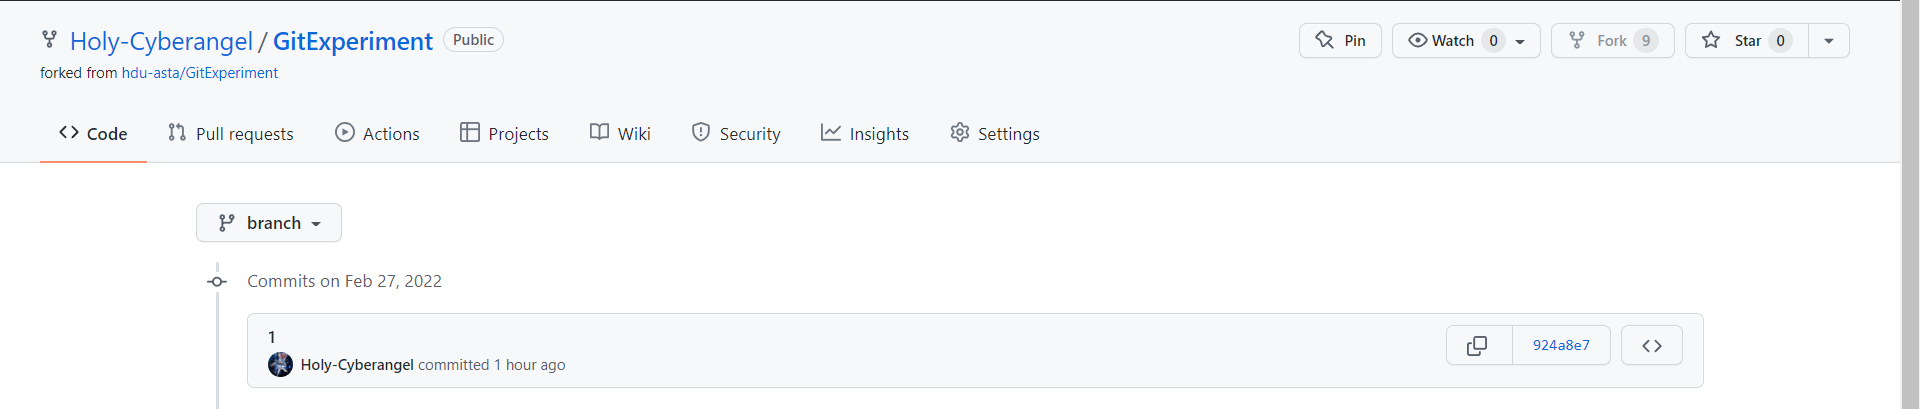 Holy-Cyberangel / GitExperiment Public
Pin Watch 0 Fork 9 Star 0
forked from hdu-asta/GitExperiment
Code Pull requests Actions Projects Wiki Security Insights Settings
branch
Commits on Feb 27, 2022
1
924a8e7
Holy-Cyberangel committed 1 hour ago